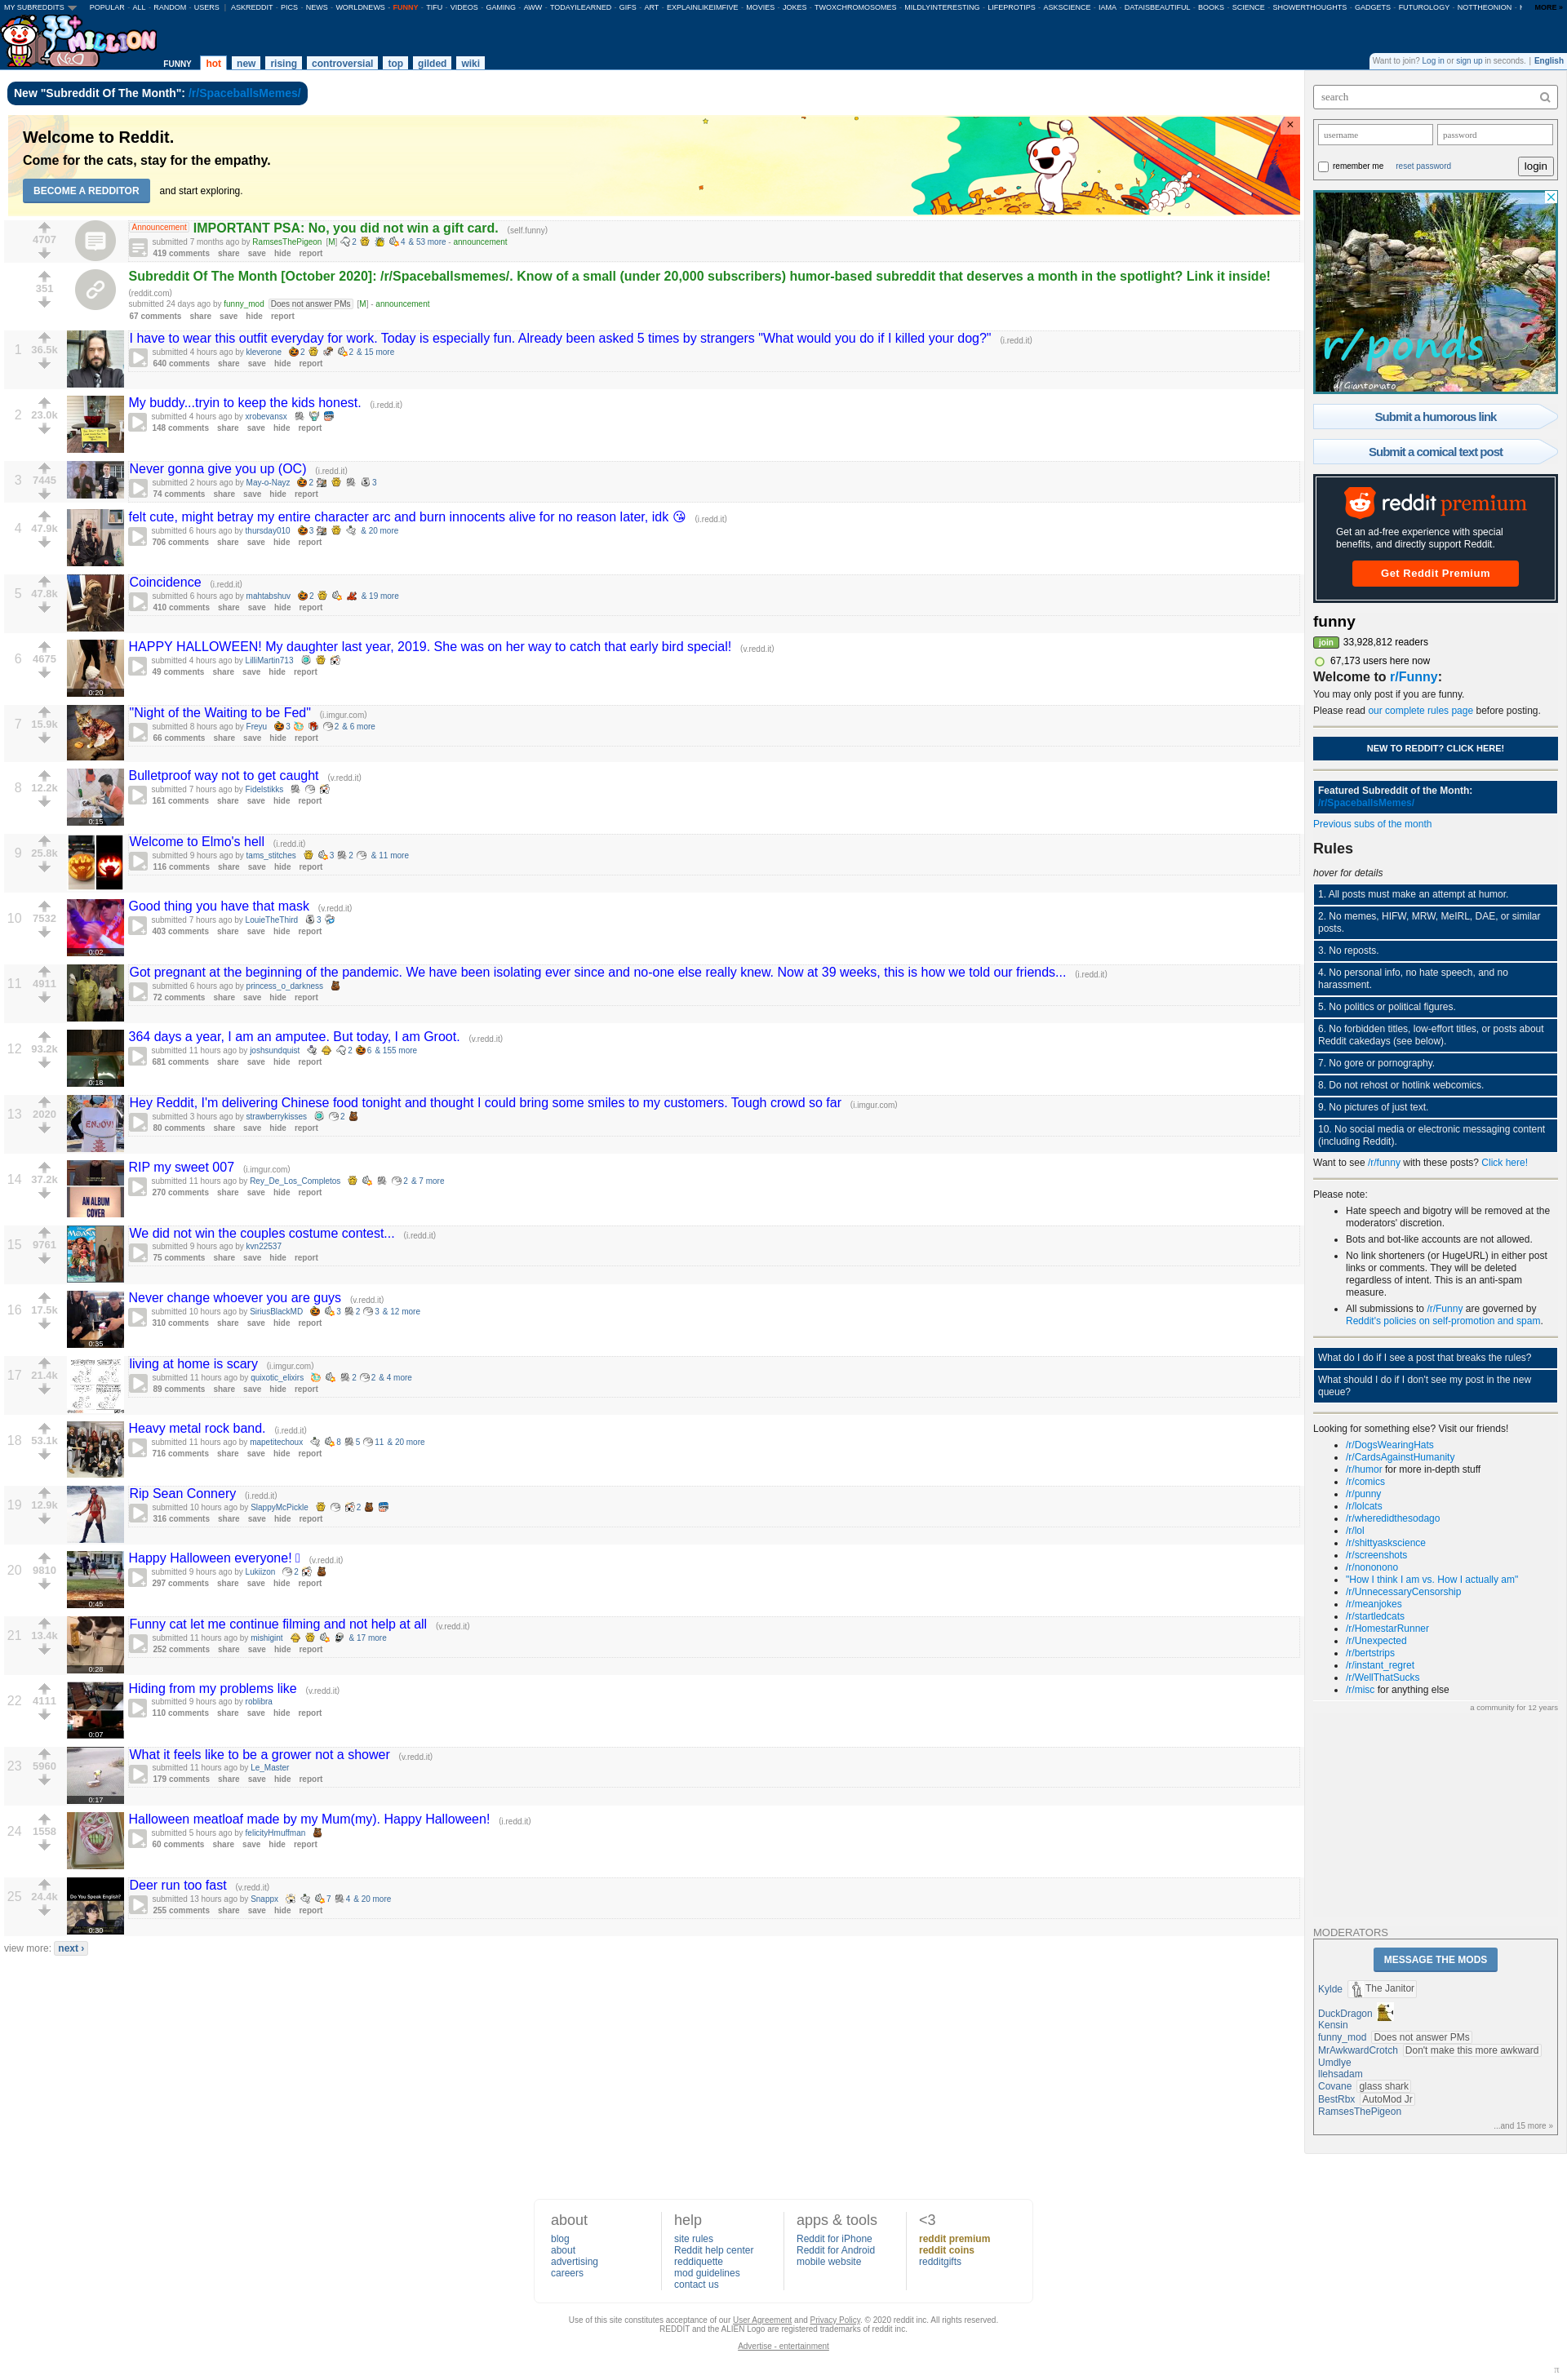 MY SUBREDDITS POPULAR - ALL - RANDOM - USERS | ASKREDDIT - PICS - NEWS - WORLDNEWS - FUNNY - TIFU - VIDEOS - GAMING - AWW - TODAYILEARNED - GIFS - ART - EXPLAINLIKEIMFIVE - MOVIES - JOKES - TWOXCHROMOSOMES - MILDLYINTERESTING - LIFEPROTIPS - ASKSCIENCE - IAMA - DATAISBEAUTIFUL - BOOKS - SCIENCE - SHOWERTHOUGHTS - GADGETS - FUTUROLOGY - NOTTHEONION MORE »
33+ MILLION
FUNNY hot new rising controversial top gilded wiki
Want to join? Log in or sign up in seconds. | English
New "Subreddit Of The Month": /r/SpaceballsMemes/
Welcome to Reddit.
Come for the cats, stay for the empathy.
BECOME A REDDITOR and start exploring.
×
4707
Announcement IMPORTANT PSA: No, you did not win a gift card. (self.funny)
submitted 7 months ago by RamsesThePigeon [M] 2 4 & 53 more - announcement
419 comments share save hide report
351
Subreddit Of The Month [October 2020]: /r/Spaceballsmemes/. Know of a small (under 20,000 subscribers) humor-based subreddit that deserves a month in the spotlight? Link it inside!
(reddit.com)
submitted 24 days ago by funny_mod Does not answer PMs [M] - announcement
67 comments share save hide report
1 36.5k
I have to wear this outfit everyday for work. Today is especially fun. Already been asked 5 times by strangers "What would you do if I killed your dog?" (i.redd.it)
submitted 4 hours ago by kleverone 2 2 & 15 more
640 comments share save hide report
2 23.0k
My buddy...tryin to keep the kids honest. (i.redd.it)
submitted 4 hours ago by xrobevansx
148 comments share save hide report
3 7445
Never gonna give you up (OC) (i.redd.it)
submitted 2 hours ago by May-o-Nayz 2 3
74 comments share save hide report
4 47.9k
felt cute, might betray my entire character arc and burn innocents alive for no reason later, idk 😘 (i.redd.it)
submitted 6 hours ago by thursday010 3 & 20 more
706 comments share save hide report
5 47.8k
Coincidence (i.redd.it)
submitted 6 hours ago by mahtabshuv 2 & 19 more
410 comments share save hide report
6 4675
HAPPY HALLOWEEN! My daughter last year, 2019. She was on her way to catch that early bird special! (v.redd.it)
submitted 4 hours ago by LilliMartin713
49 comments share save hide report
0:20
7 15.9k
"Night of the Waiting to be Fed" (i.imgur.com)
submitted 8 hours ago by Freyu 3 2 & 6 more
66 comments share save hide report
8 12.2k
Bulletproof way not to get caught (v.redd.it)
submitted 7 hours ago by Fidelstikks
161 comments share save hide report
0:15
9 25.8k
Welcome to Elmo's hell (i.redd.it)
submitted 9 hours ago by tams_stitches 3 2 & 11 more
116 comments share save hide report
10 7532
Good thing you have that mask (v.redd.it)
submitted 7 hours ago by LouieTheThird 3
403 comments share save hide report
0:02
11 4911
Got pregnant at the beginning of the pandemic. We have been isolating ever since and no-one else really knew. Now at 39 weeks, this is how we told our friends... (i.redd.it)
submitted 6 hours ago by princess_o_darkness
72 comments share save hide report
12 93.2k
364 days a year, I am an amputee. But today, I am Groot. (v.redd.it)
submitted 11 hours ago by joshsundquist 2 6 & 155 more
681 comments share save hide report
0:18
13 2020
Hey Reddit, I'm delivering Chinese food tonight and thought I could bring some smiles to my customers. Tough crowd so far (i.imgur.com)
submitted 3 hours ago by strawberrykisses 2
80 comments share save hide report
ENJOY!
14 37.2k
RIP my sweet 007 (i.imgur.com)
submitted 11 hours ago by Rey_De_Los_Completos 2 & 7 more
270 comments share save hide report
AN ALBUM
COVER
15 9761
We did not win the couples costume contest... (i.redd.it)
submitted 9 hours ago by kvn22537
75 comments share save hide report
MOANA
16 17.5k
Never change whoever you are guys (v.redd.it)
submitted 10 hours ago by SiriusBlackMD 3 2 3 & 12 more
310 comments share save hide report
0:35
17 21.4k
living at home is scary (i.imgur.com)
submitted 11 hours ago by quixotic_elixirs 2 2 & 4 more
89 comments share save hide report
18 53.1k
Heavy metal rock band. (i.redd.it)
submitted 11 hours ago by mapetitechoux 8 5 11 & 20 more
716 comments share save hide report
19 12.9k
Rip Sean Connery (i.redd.it)
submitted 10 hours ago by SlappyMcPickle 2
316 comments share save hide report
20 9810
Happy Halloween everyone! (v.redd.it)
submitted 9 hours ago by Lukiizon 2
297 comments share save hide report
0:45
21 13.4k
Funny cat let me continue filming and not help at all (v.redd.it)
submitted 11 hours ago by mishigint & 17 more
252 comments share save hide report
0:28
22 4111
Hiding from my problems like (v.redd.it)
submitted 9 hours ago by roblibra
110 comments share save hide report
0:07
23 5960
What it feels like to be a grower not a shower (v.redd.it)
submitted 11 hours ago by Le_Master
179 comments share save hide report
0:17
24 1558
Halloween meatloaf made by my Mum(my). Happy Halloween! (i.redd.it)
submitted 5 hours ago by felicityHmuffman
60 comments share save hide report
25 24.4k
Deer run too fast (v.redd.it)
submitted 13 hours ago by Snappx 7 4 & 20 more
255 comments share save hide report
Do You Speak English?
0:30
view more: next ›
search
username password
remember me reset password login
r/ponds
u/Giantomato
Submit a humorous link
Submit a comical text post
reddit premium
Get an ad-free experience with special
benefits, and directly support Reddit.
Get Reddit Premium
funny
join 33,928,812 readers
67,173 users here now
Welcome to r/Funny:
You may only post if you are funny.
Please read our complete rules page before posting.
NEW TO REDDIT? CLICK HERE!
Featured Subreddit of the Month:
/r/SpaceballsMemes/
Previous subs of the month
Rules
hover for details
1. All posts must make an attempt at humor.
2. No memes, HIFW, MRW, MeIRL, DAE, or similar
posts.
3. No reposts.
4. No personal info, no hate speech, and no
harassment.
5. No politics or political figures.
6. No forbidden titles, low-effort titles, or posts about
Reddit cakedays (see below).
7. No gore or pornography.
8. Do not rehost or hotlink webcomics.
9. No pictures of just text.
10. No social media or electronic messaging content
(including Reddit).
Want to see /r/funny with these posts? Click here!
Please note:
Hate speech and bigotry will be removed at the
moderators' discretion.
Bots and bot-like accounts are not allowed.
No link shorteners (or HugeURL) in either post
links or comments. They will be deleted
regardless of intent. This is an anti-spam
measure.
All submissions to /r/Funny are governed by
Reddit's policies on self-promotion and spam.
What do I do if I see a post that breaks the rules?
What should I do if I don't see my post in the new
queue?
Looking for something else? Visit our friends!
/r/DogsWearingHats
/r/CardsAgainstHumanity
/r/humor for more in-depth stuff
/r/comics
/r/punny
/r/lolcats
/r/wheredidthesodago
/r/lol
/r/shittyaskscience
/r/screenshots
/r/nononono
"How I think I am vs. How I actually am"
/r/UnnecessaryCensorship
/r/meanjokes
/r/startledcats
/r/HomestarRunner
/r/Unexpected
/r/bertstrips
/r/instant_regret
/r/WellThatSucks
/r/misc for anything else
a community for 12 years
MODERATORS
MESSAGE THE MODS
Kylde The Janitor
DuckDragon
Kensin
funny_mod Does not answer PMs
MrAwkwardCrotch Don't make this more awkward
Umdlye
llehsadam
Covane glass shark
BestRbx AutoMod Jr
RamsesThePigeon
...and 15 more »
about
blog
about
advertising
careers
help
site rules
Reddit help center
reddiquette
mod guidelines
contact us
apps & tools
Reddit for iPhone
Reddit for Android
mobile website
<3
reddit premium
reddit coins
redditgifts
Use of this site constitutes acceptance of our User Agreement and Privacy Policy. © 2020 reddit inc. All rights reserved.
REDDIT and the ALIEN Logo are registered trademarks of reddit inc.
Advertise - entertainment
π